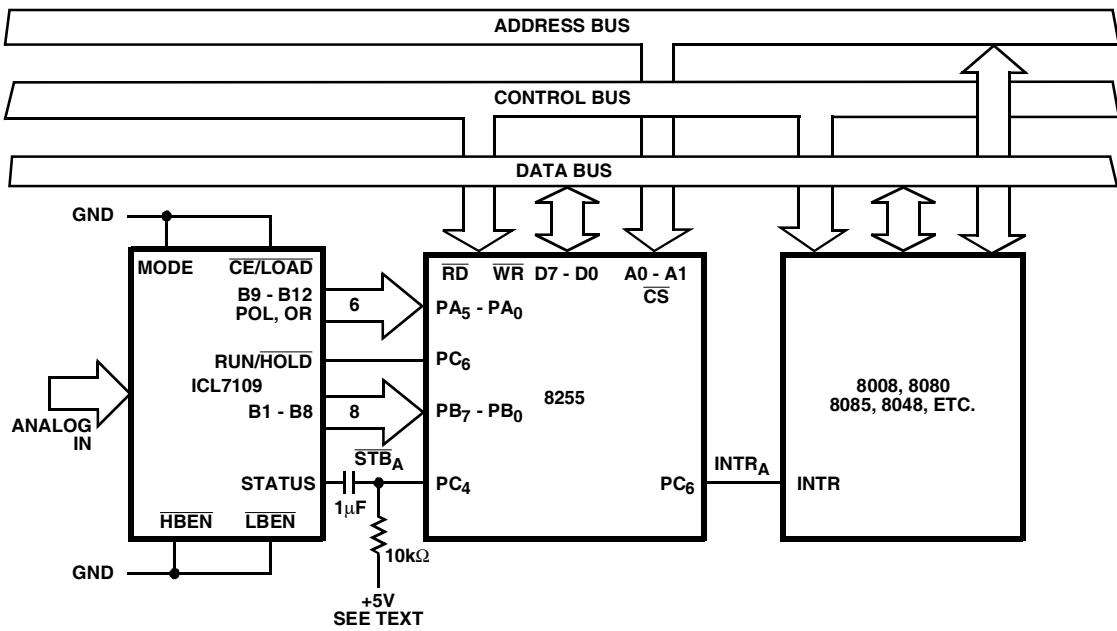 ADDRESS BUS
CONTROL BUS
DATA BUS
GND
MODE
CE/LOAD
B9 - B12
POL, OR
6
RUN/HOLD
ICL7109
B1 - B8
8
ANALOG
IN
STATUS
HBEN
LBEN
GND
1μF
STBA
10kΩ
+5V
SEE TEXT
RD
WR
D7 - D0
A0 - A1
CS
PA5 - PA0
PC6
8255
PB7 - PB0
PC4
PC6
INTRA
INTR
8008, 8080
8085, 8048, ETC.